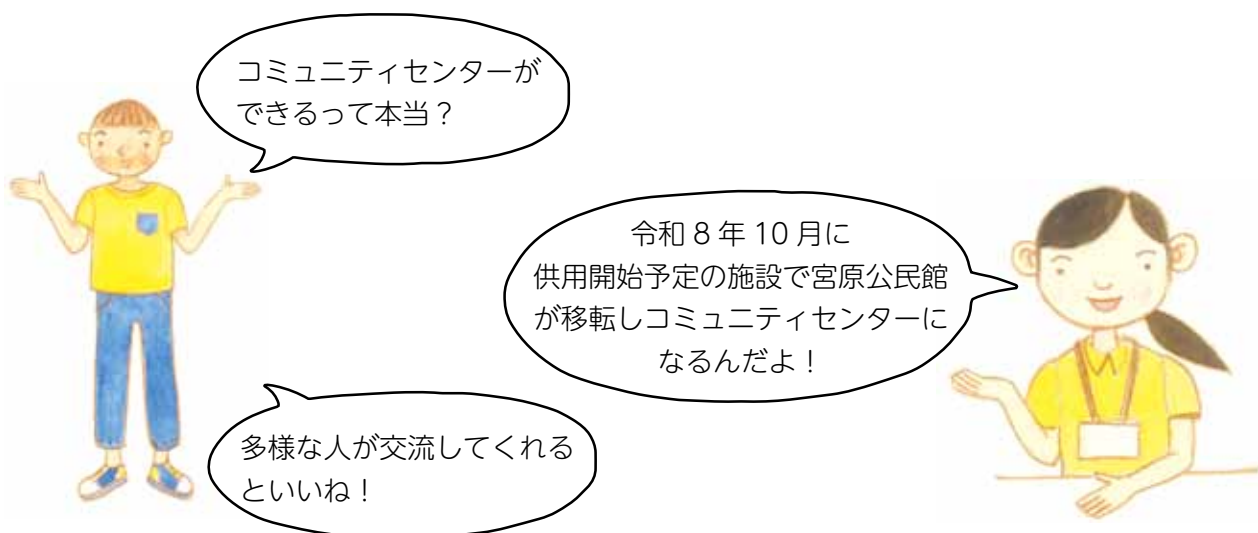 コミュニティセンターが
できるって本当？
令和 8 年 10 月に
供用開始予定の施設で宮原公民館
が移転しコミュニティセンターに
なるんだよ！
多様な人が交流してくれる
といいね！